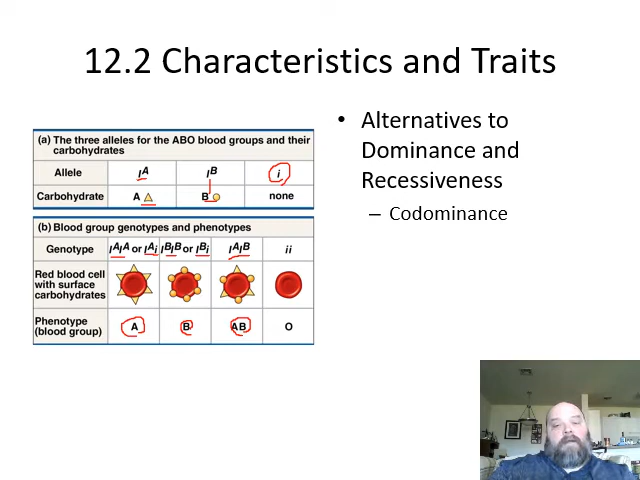 12.2 Characteristics and Traits
(a) The three alleles for the ABO blood groups and their
carbohydrates
Allele I^A I^B i
Carbohydrate A B none
(b) Blood group genotypes and phenotypes
Genotype I^AI^A or I^Ai I^BI^B or I^Bi I^AI^B ii
Red blood cell
with surface
carbohydrates
Phenotype
(blood group) A B AB O
• Alternatives to
Dominance and
Recessiveness
– Codominance